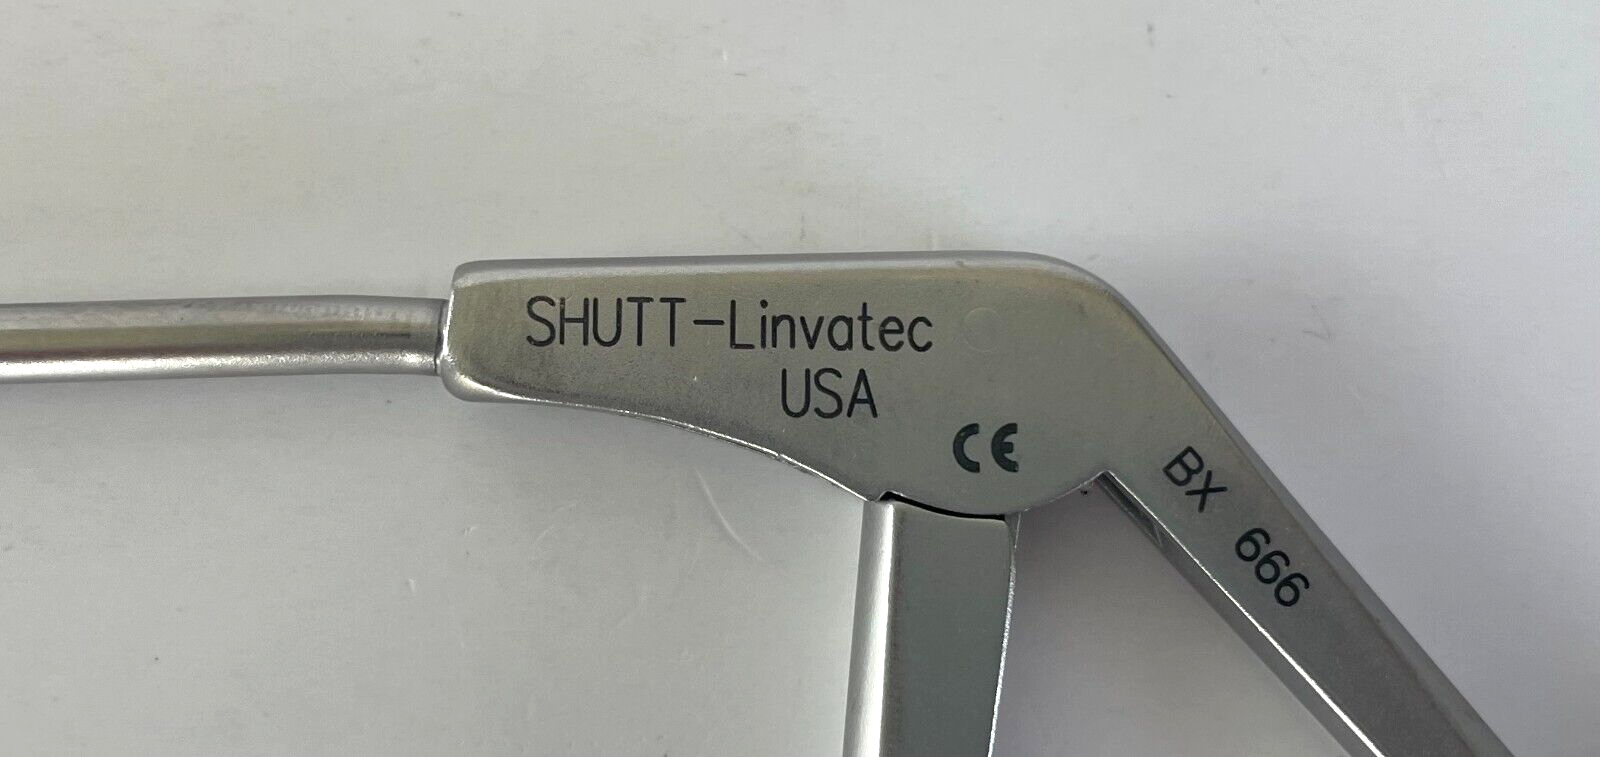 SHUTT-Linvatec
USA
CE
BX 666